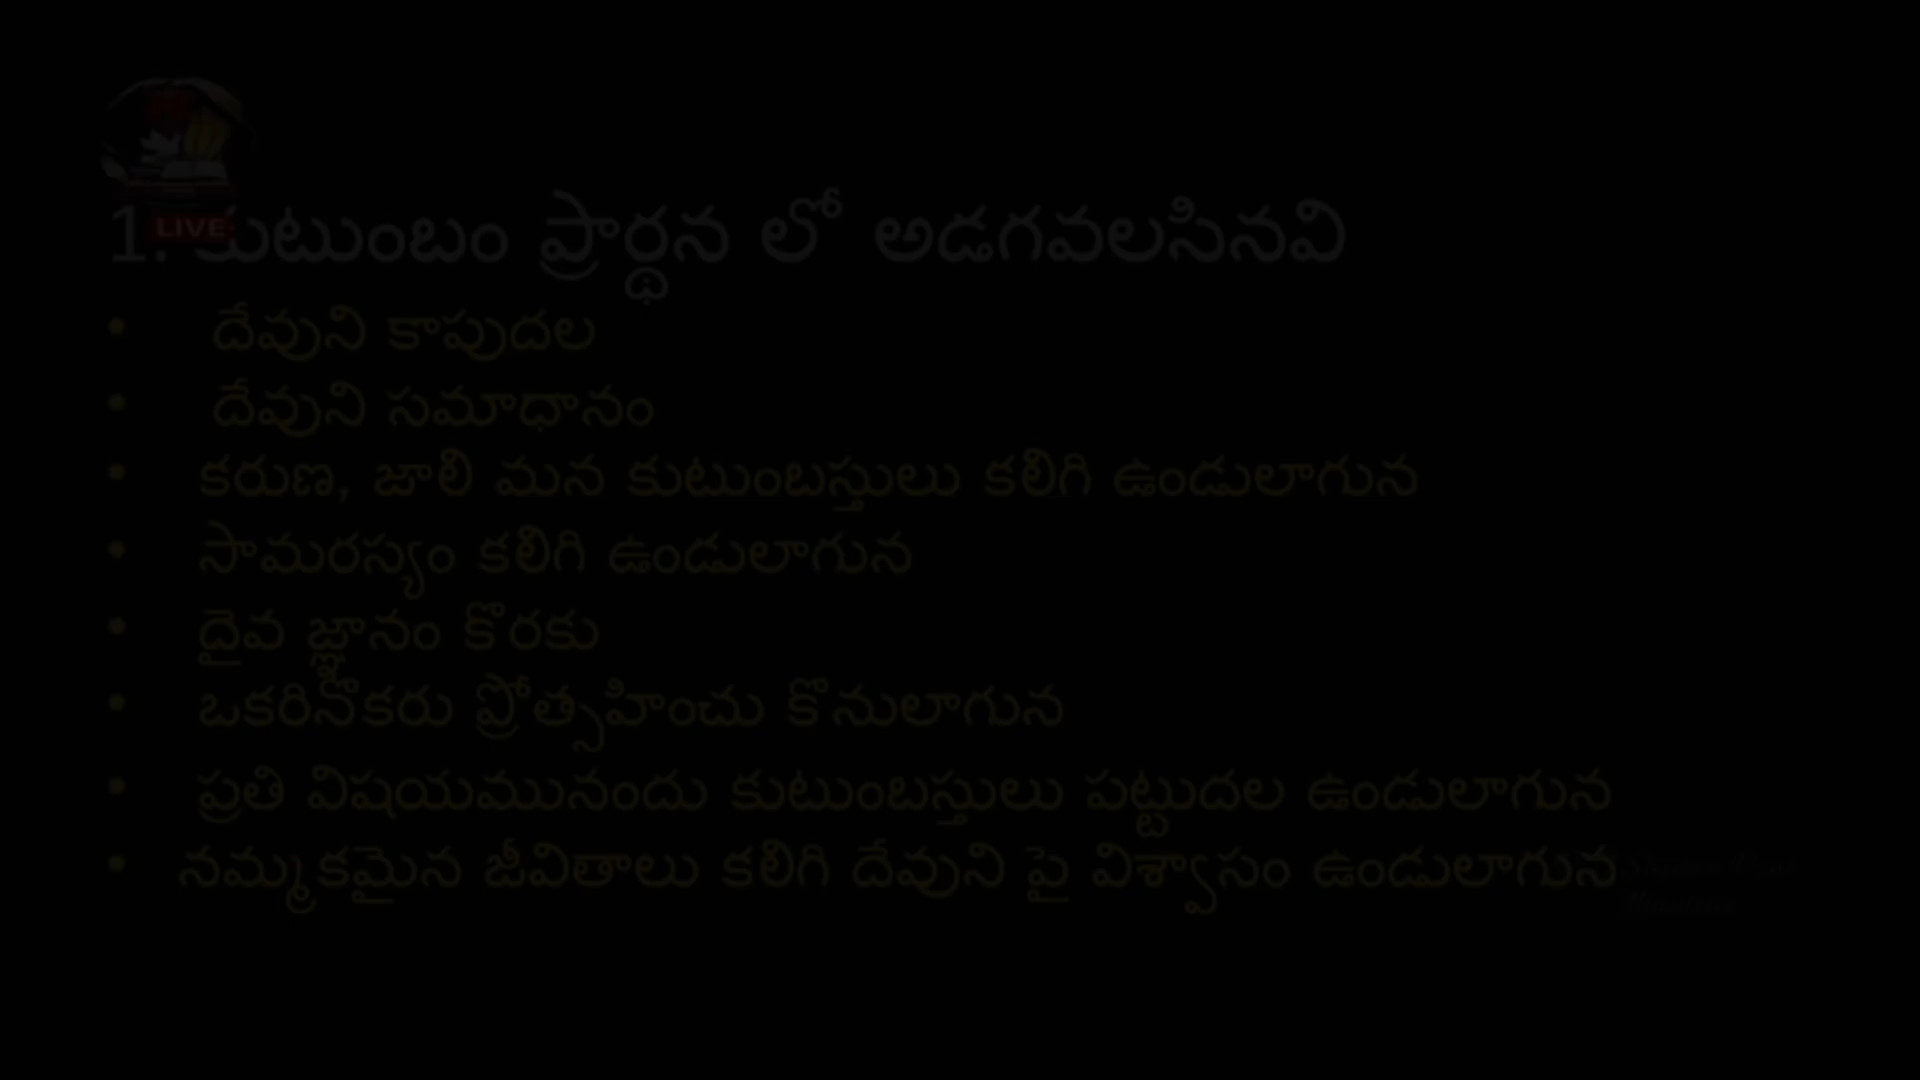 LIVE
1. కుటుంబం ప్రార్థన లో అడగవలసినవి
• దేవుని కాపుదల
• దేవుని సమాధానం
• కరుణ, జాలి మన కుటుంబస్తులు కలిగి ఉండులాగున
• సామరస్యం కలిగి ఉండులాగున
• దైవ జ్ఞానం కొరకు
• ఒకరినొకరు ప్రోత్సహించు కొనులాగున
• ప్రతి విషయమునందు కుటుంబస్తులు పట్టుదల ఉండులాగున
• నమ్మకమైన జీవితాలు కలిగి దేవుని పై విశ్వాసం ఉండులాగున